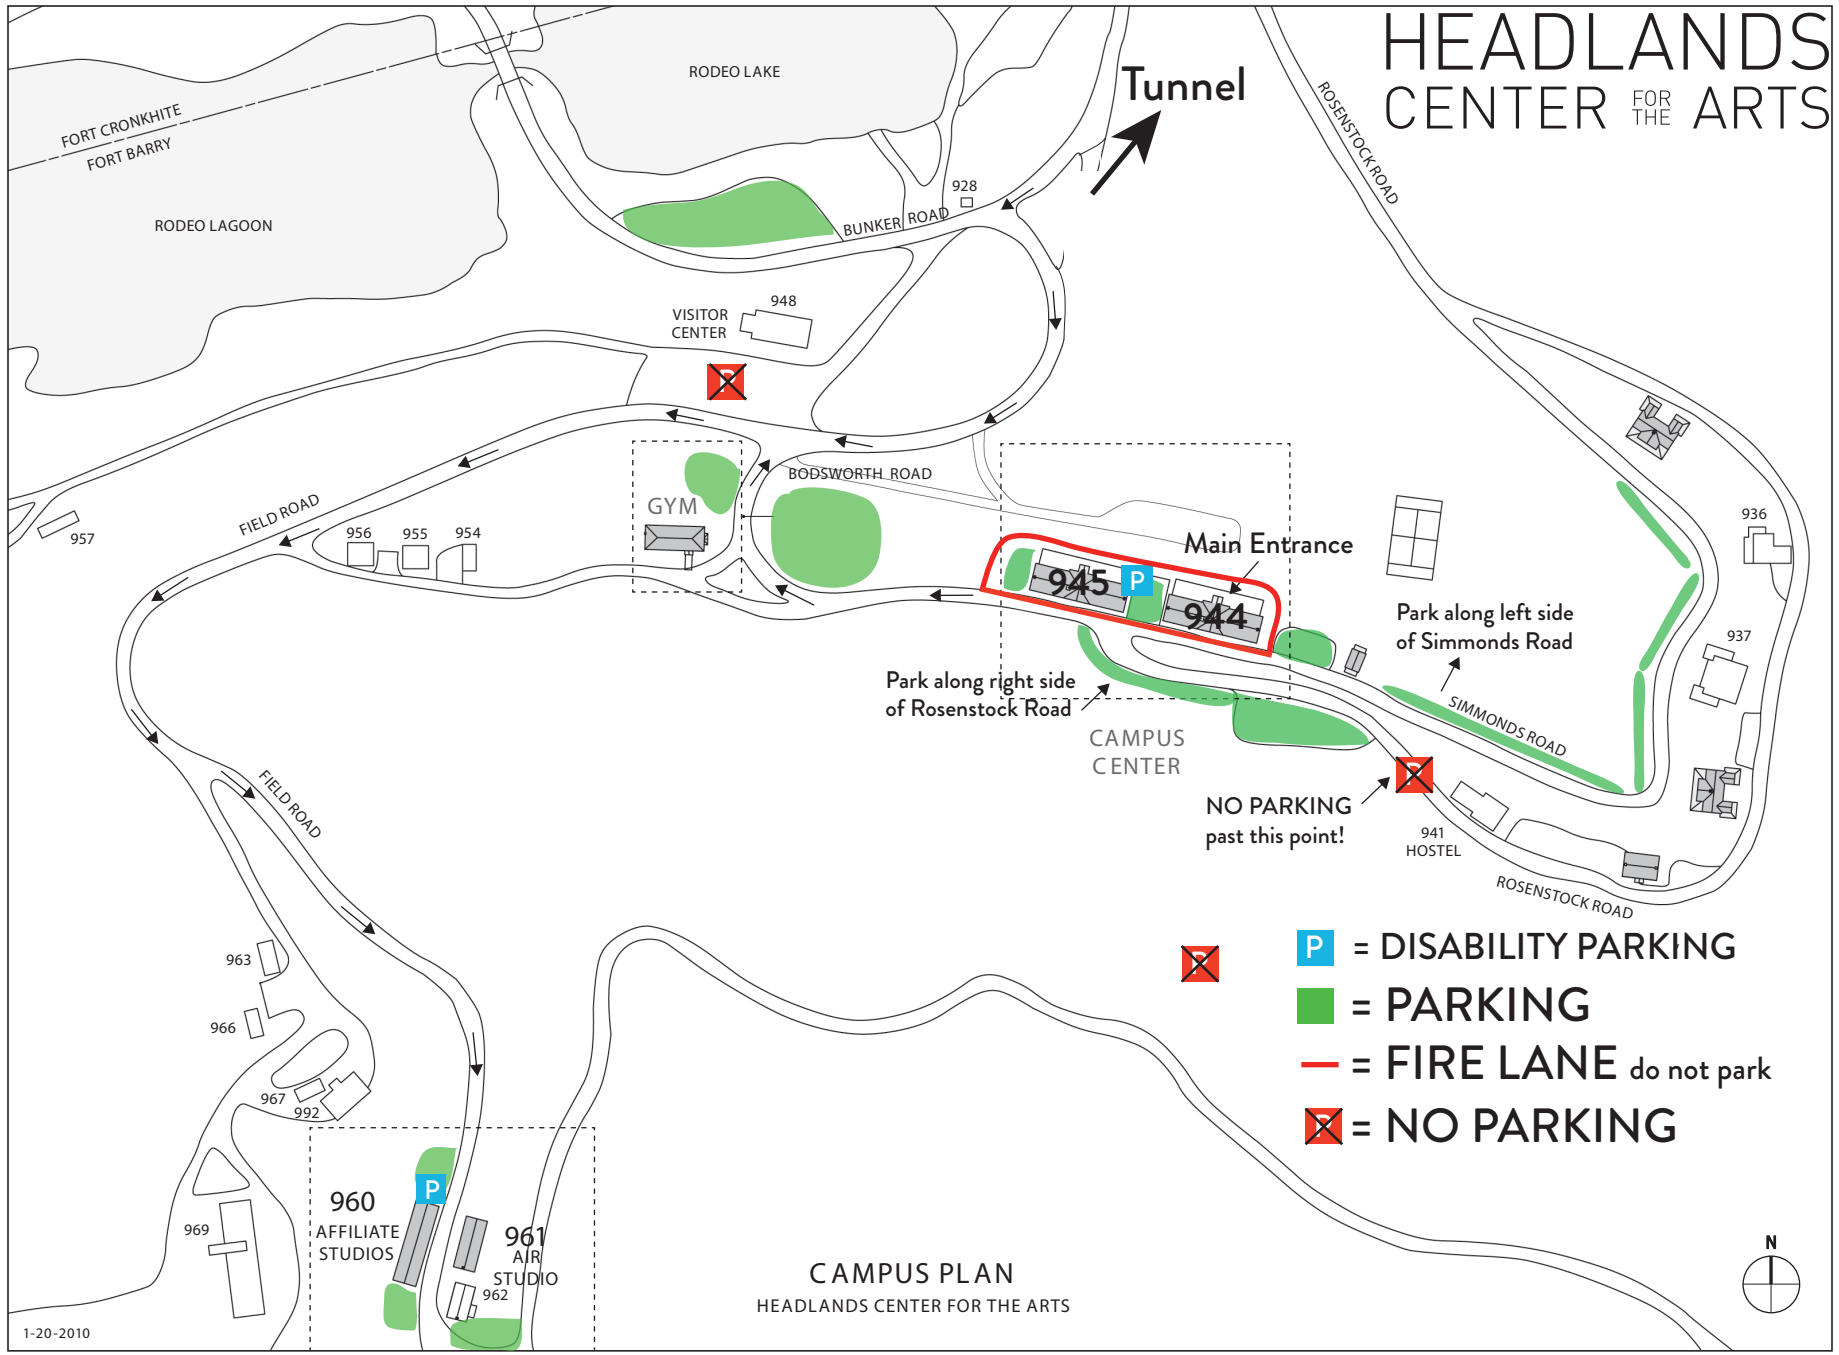 HEADLANDS
CENTER FOR THE ARTS
RODEO LAKE
Tunnel
ROSENSTOCK ROAD
FORT CRONKHITE
FORT BARRY
RODEO LAGOON
928
BUNKER ROAD
948
VISITOR
CENTER
P
BODSWORTH ROAD
GYM
FIELD ROAD
957
956
955
954
936
Main Entrance
945
P
944
Park along left side
of Simmonds Road
937
Park along right side
of Rosenstock Road
SIMMONDS ROAD
CAMPUS
CENTER
P
NO PARKING
past this point!
941
HOSTEL
ROSENSTOCK ROAD
FIELD ROAD
963
966
967
992
P
P = DISABILITY PARKING
= PARKING
= FIRE LANE do not park
P = NO PARKING
P
960
AFFILIATE
STUDIOS
961
AIR
STUDIO
962
969
CAMPUS PLAN
HEADLANDS CENTER FOR THE ARTS
N
1-20-2010